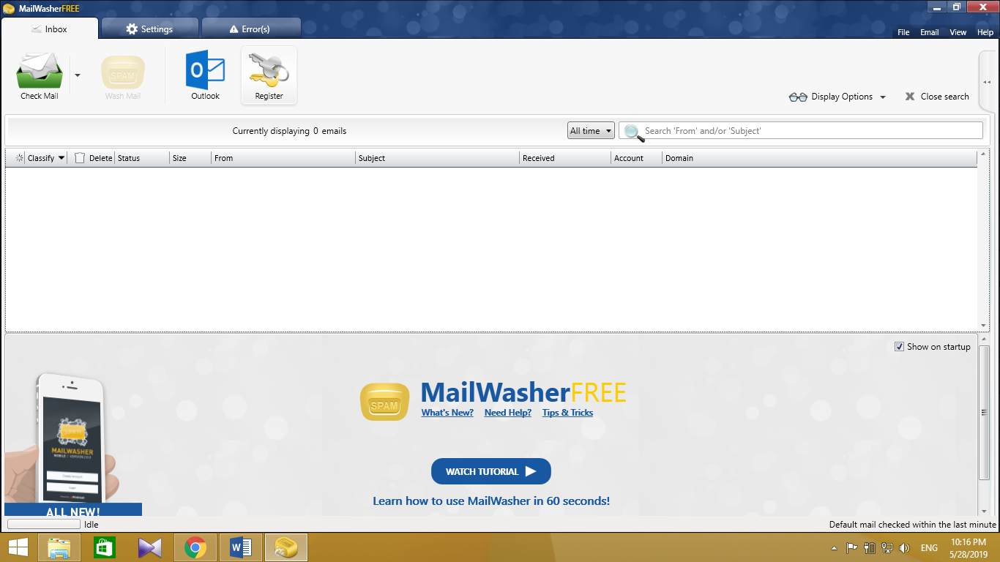 MailWasherFREE
Inbox
Settings
Error(s)
File Email View Help
Check Mail
SPAM
Wash Mail
Outlook
Register
Display Options
Close search
Currently displaying 0 emails
All time
Search 'From' and/or 'Subject'
Classify Delete Status Size From Subject Received Account Domain
Show on startup
SPAM
MailWasherFREE
What's New? Need Help? Tips & Tricks
MAILWASHER
Login
ALL NEW!
WATCH TUTORIAL
Learn how to use MailWasher in 60 seconds!
Idle
Default mail checked within the last minute
ENG
10:16 PM
5/28/2019